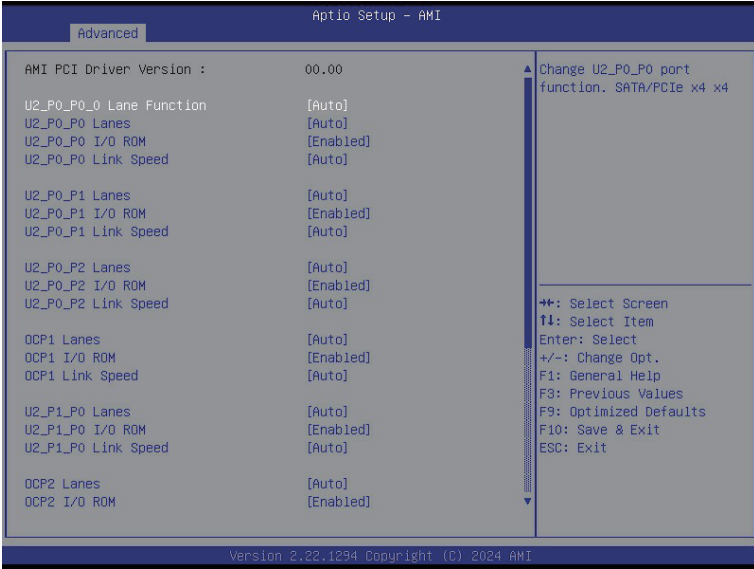 Aptio Setup – AMI
Advanced
AMI PCI Driver Version : 00.00
U2_P0_P0_0 Lane Function [Auto]
U2_P0_P0 Lanes [Auto]
U2_P0_P0 I/O ROM [Enabled]
U2_P0_P0 Link Speed [Auto]
U2_P0_P1 Lanes [Auto]
U2_P0_P1 I/O ROM [Enabled]
U2_P0_P1 Link Speed [Auto]
U2_P0_P2 Lanes [Auto]
U2_P0_P2 I/O ROM [Enabled]
U2_P0_P2 Link Speed [Auto]
OCP1 Lanes [Auto]
OCP1 I/O ROM [Enabled]
OCP1 Link Speed [Auto]
U2_P1_P0 Lanes [Auto]
U2_P1_P0 I/O ROM [Enabled]
U2_P1_P0 Link Speed [Auto]
OCP2 Lanes [Auto]
OCP2 I/O ROM [Enabled]
Change U2_P0_P0 port
function. SATA/PCIe x4 x4
→←: Select Screen
↑↓: Select Item
Enter: Select
+/-: Change Opt.
F1: General Help
F3: Previous Values
F9: Optimized Defaults
F10: Save & Exit
ESC: Exit
Version 2.22.1294 Copyright (C) 2024 AMI